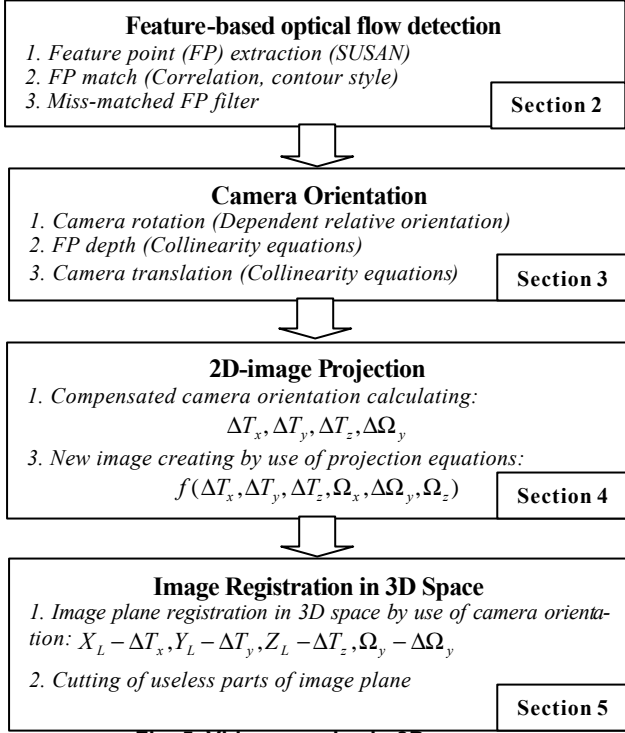 Feature-based optical flow detection
1. Feature point (FP) extraction (SUSAN)
2. FP match (Correlation, contour style)
3. Miss-matched FP filter
Section 2
Camera Orientation
1. Camera rotation (Dependent relative orientation)
2. FP depth (Collinearity equations)
3. Camera translation (Collinearity equations)
Section 3
2D-image Projection
1. Compensated camera orientation calculating:
ΔT_x, ΔT_y, ΔT_z, ΔΩ_y
3. New image creating by use of projection equations:
f(ΔT_x, ΔT_y, ΔT_z, Ω_x, ΔΩ_y, Ω_z)
Section 4
Image Registration in 3D Space
1. Image plane registration in 3D space by use of camera orienta-
tion: X_L − ΔT_x, Y_L − ΔT_y, Z_L − ΔT_z, Ω_y − ΔΩ_y
2. Cutting of useless parts of image plane
Section 5